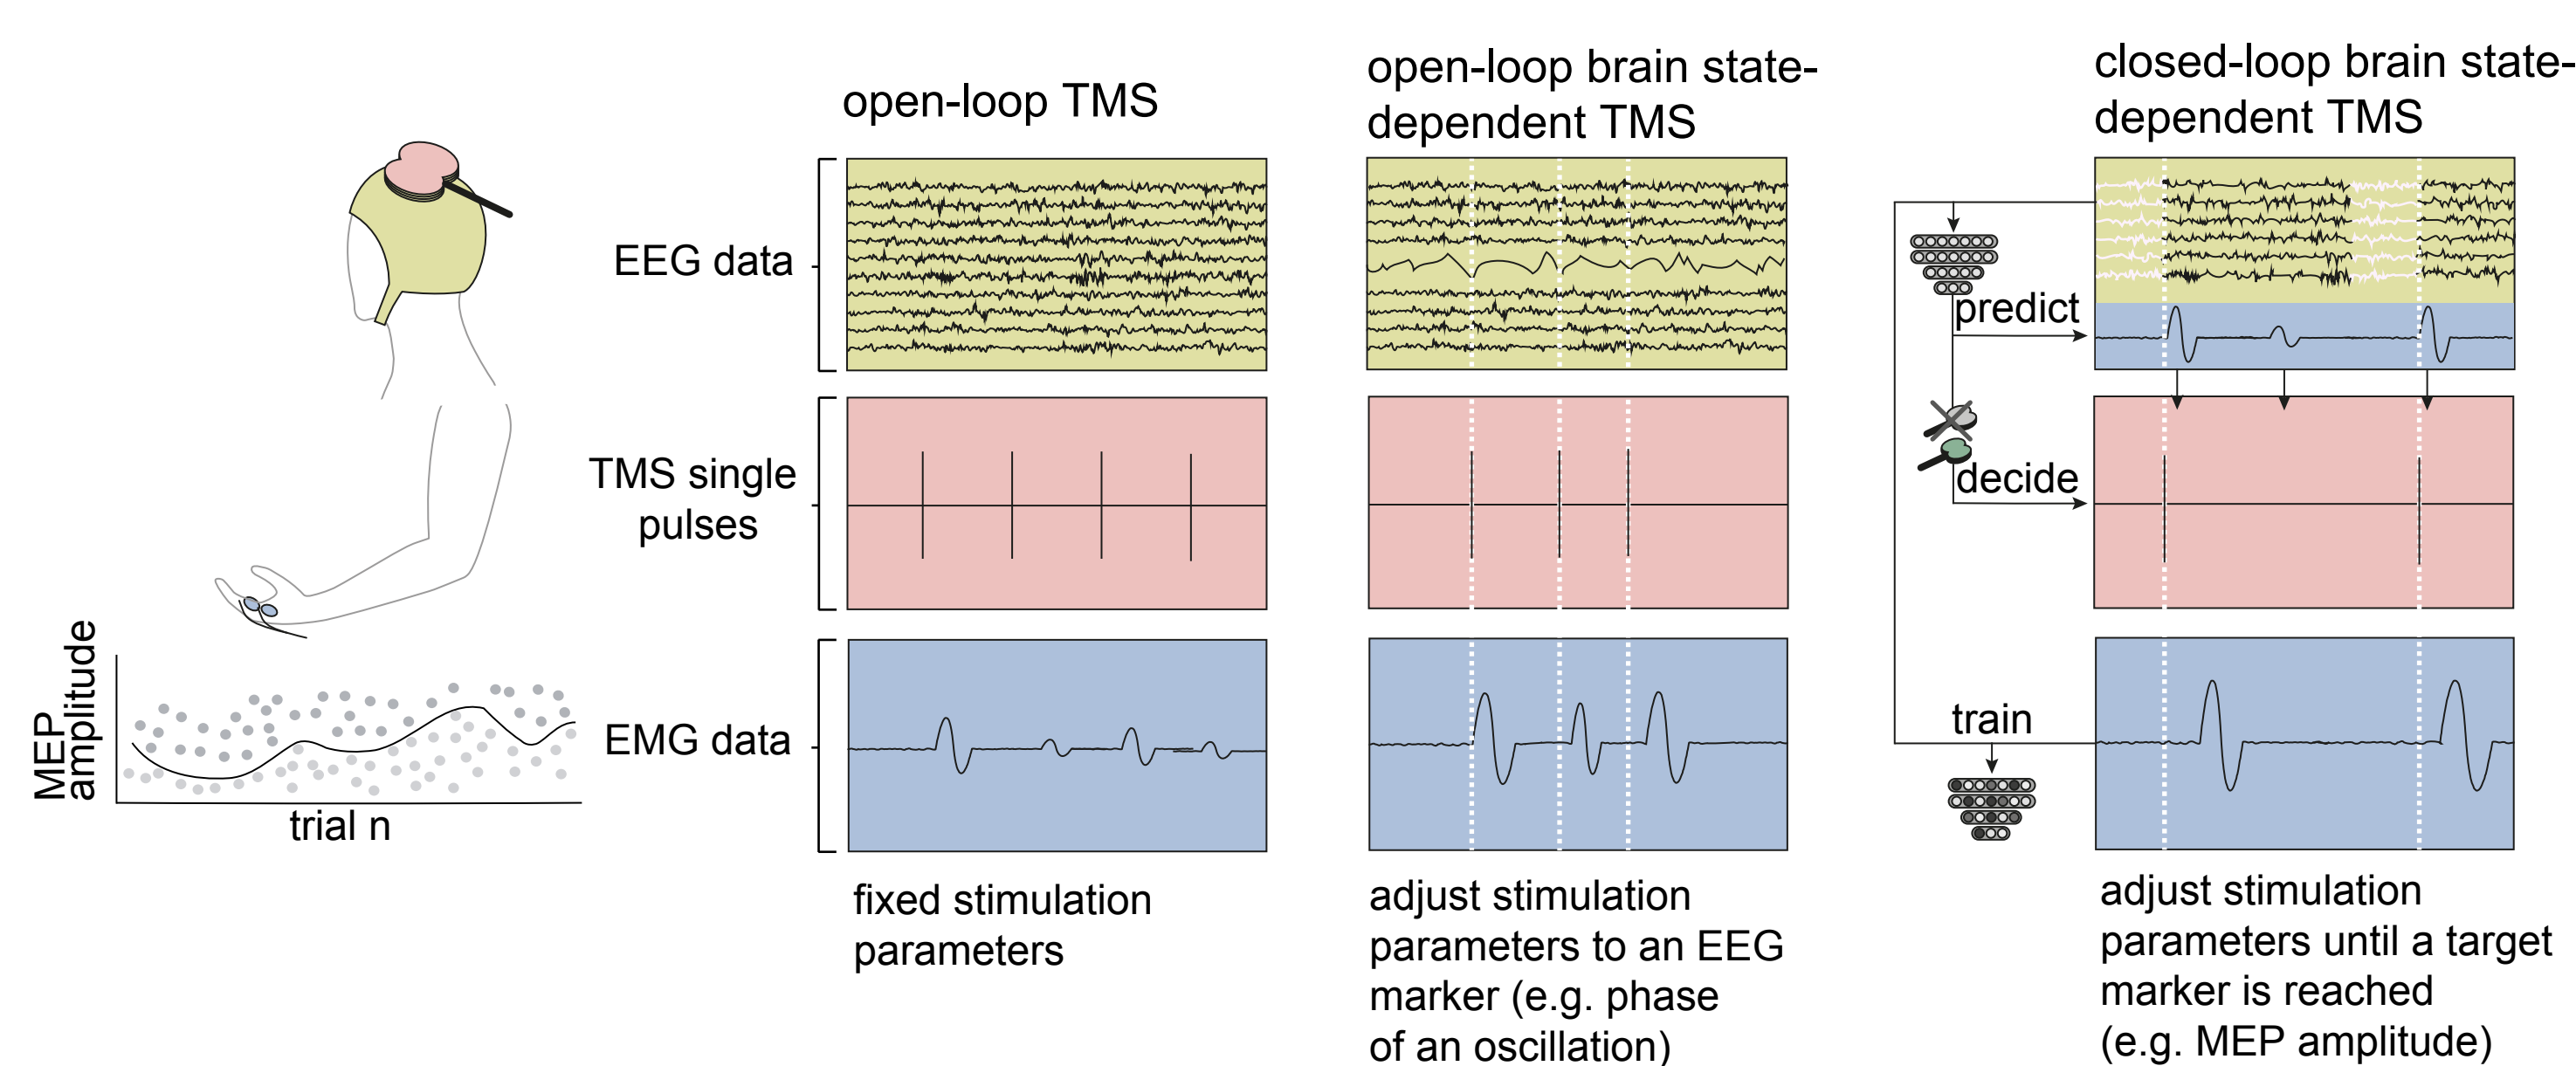 open-loop TMS
open-loop brain state-
dependent TMS
closed-loop brain state-
dependent TMS
EEG data
predict
TMS single
pulses
decide
MEP
amplitude
trial n
EMG data
train
fixed stimulation
parameters
adjust stimulation
parameters to an EEG
marker (e.g. phase
of an oscillation)
adjust stimulation
parameters until a target
marker is reached
(e.g. MEP amplitude)